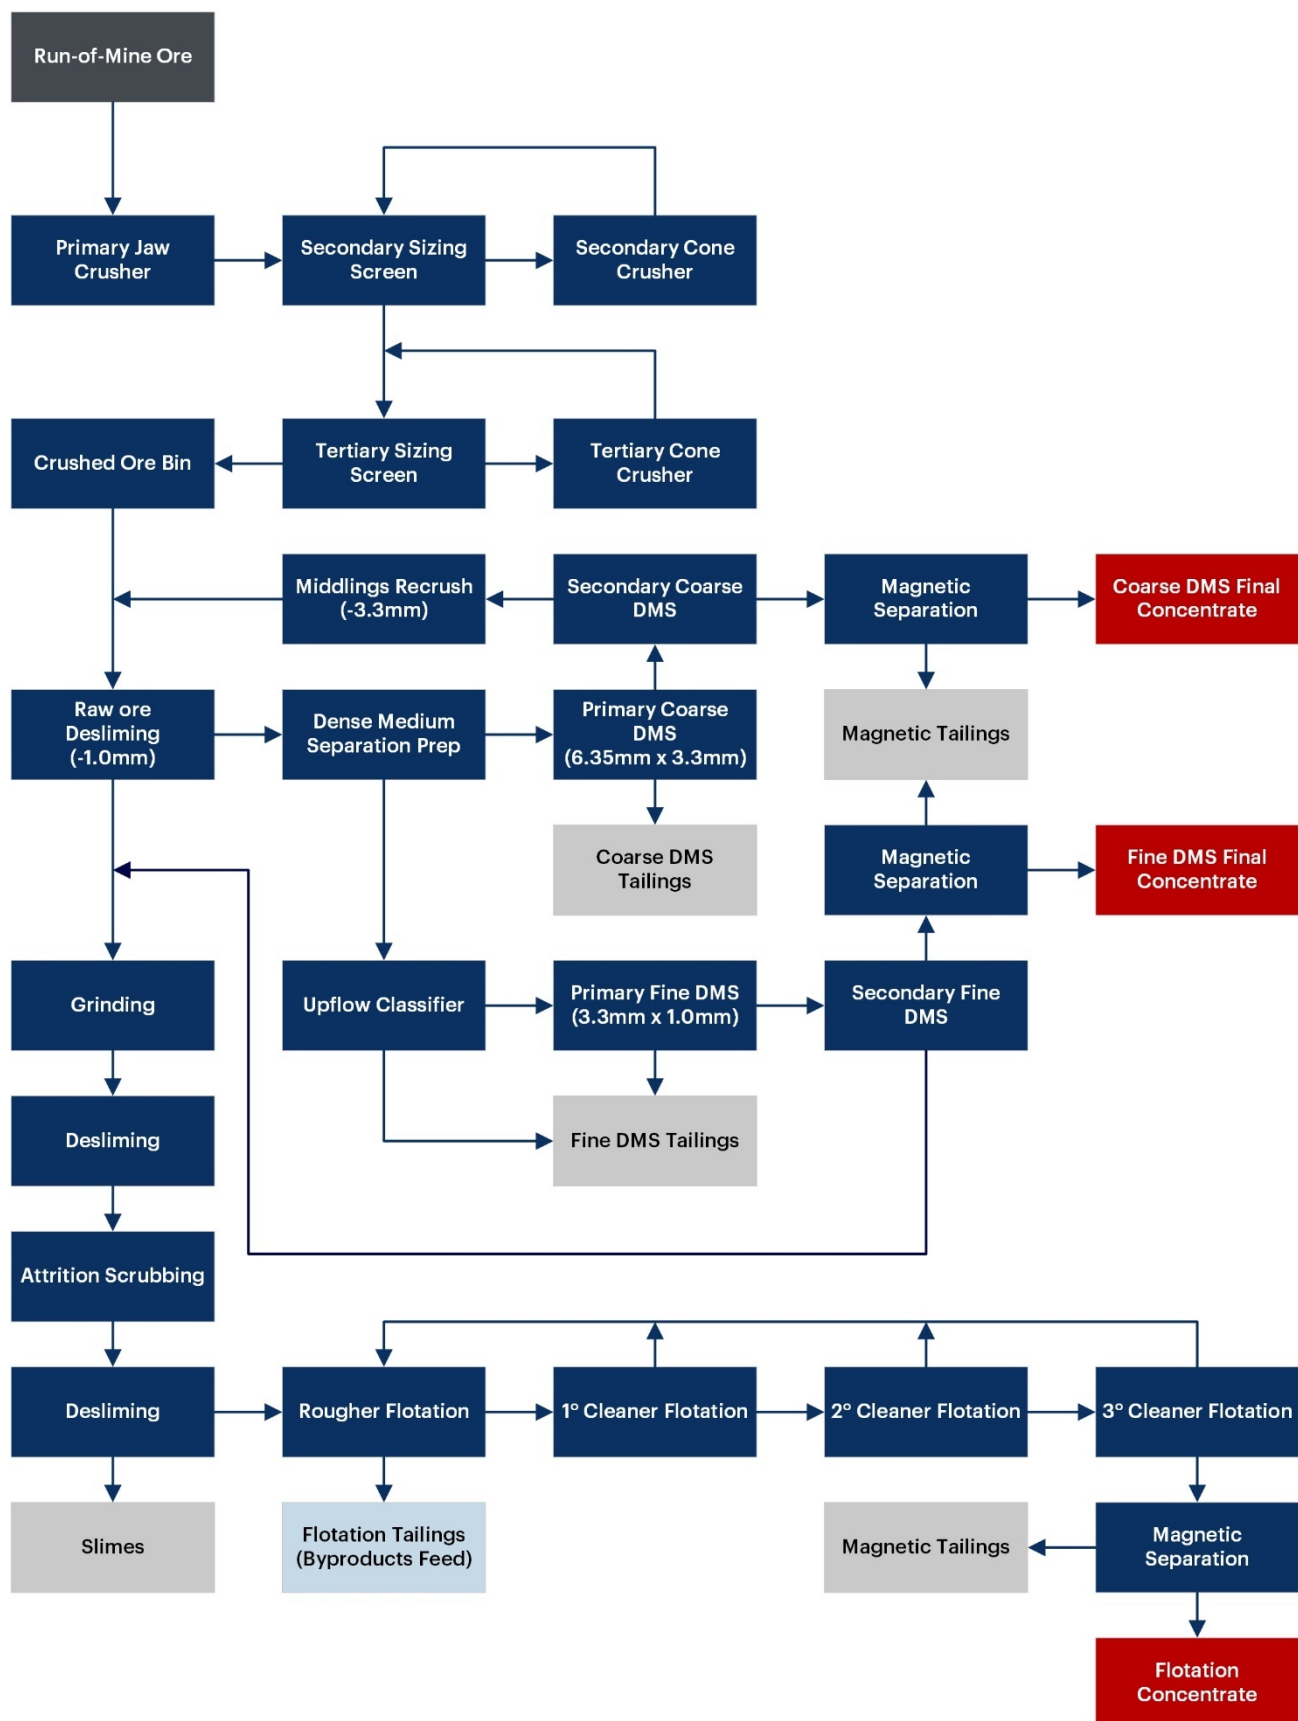 Run-of-Mine Ore
Primary Jaw
Crusher
Secondary Sizing
Screen
Secondary Cone
Crusher
Crushed Ore Bin
Tertiary Sizing
Screen
Tertiary Cone
Crusher
Middlings Recrush
(-3.3mm)
Secondary Coarse
DMS
Magnetic
Separation
Coarse DMS Final
Concentrate
Raw ore
Desliming
(-1.0mm)
Dense Medium
Separation Prep
Primary Coarse
DMS
(6.35mm x 3.3mm)
Magnetic Tailings
Coarse DMS
Tailings
Magnetic
Separation
Fine DMS Final
Concentrate
Grinding
Upflow Classifier
Primary Fine DMS
(3.3mm x 1.0mm)
Secondary Fine
DMS
Desliming
Fine DMS Tailings
Attrition Scrubbing
Desliming
Rougher Flotation
1º Cleaner Flotation
2º Cleaner Flotation
3º Cleaner Flotation
Slimes
Flotation Tailings
(Byproducts Feed)
Magnetic Tailings
Magnetic
Separation
Flotation
Concentrate